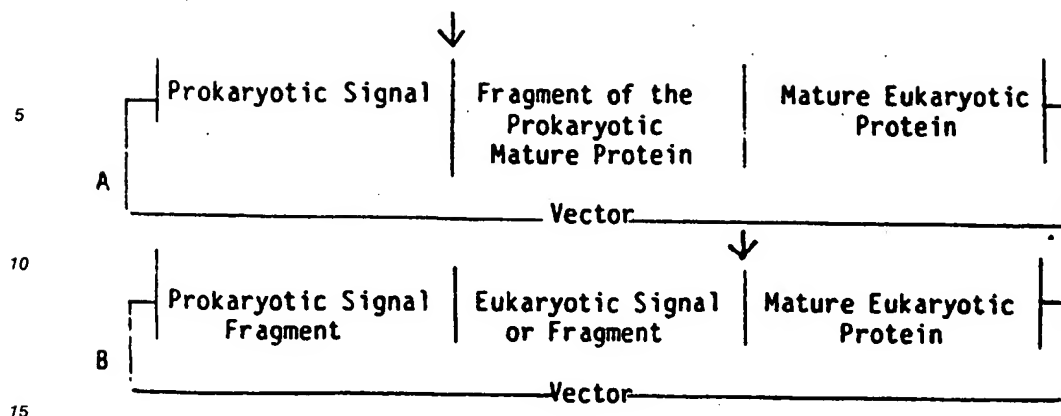 5
Prokaryotic Signal
Fragment of the
Prokaryotic
Mature Protein
Mature Eukaryotic
Protein
A
Vector
10
Prokaryotic Signal
Fragment
Eukaryotic Signal
or Fragment
Mature Eukaryotic
Protein
B
Vector
15